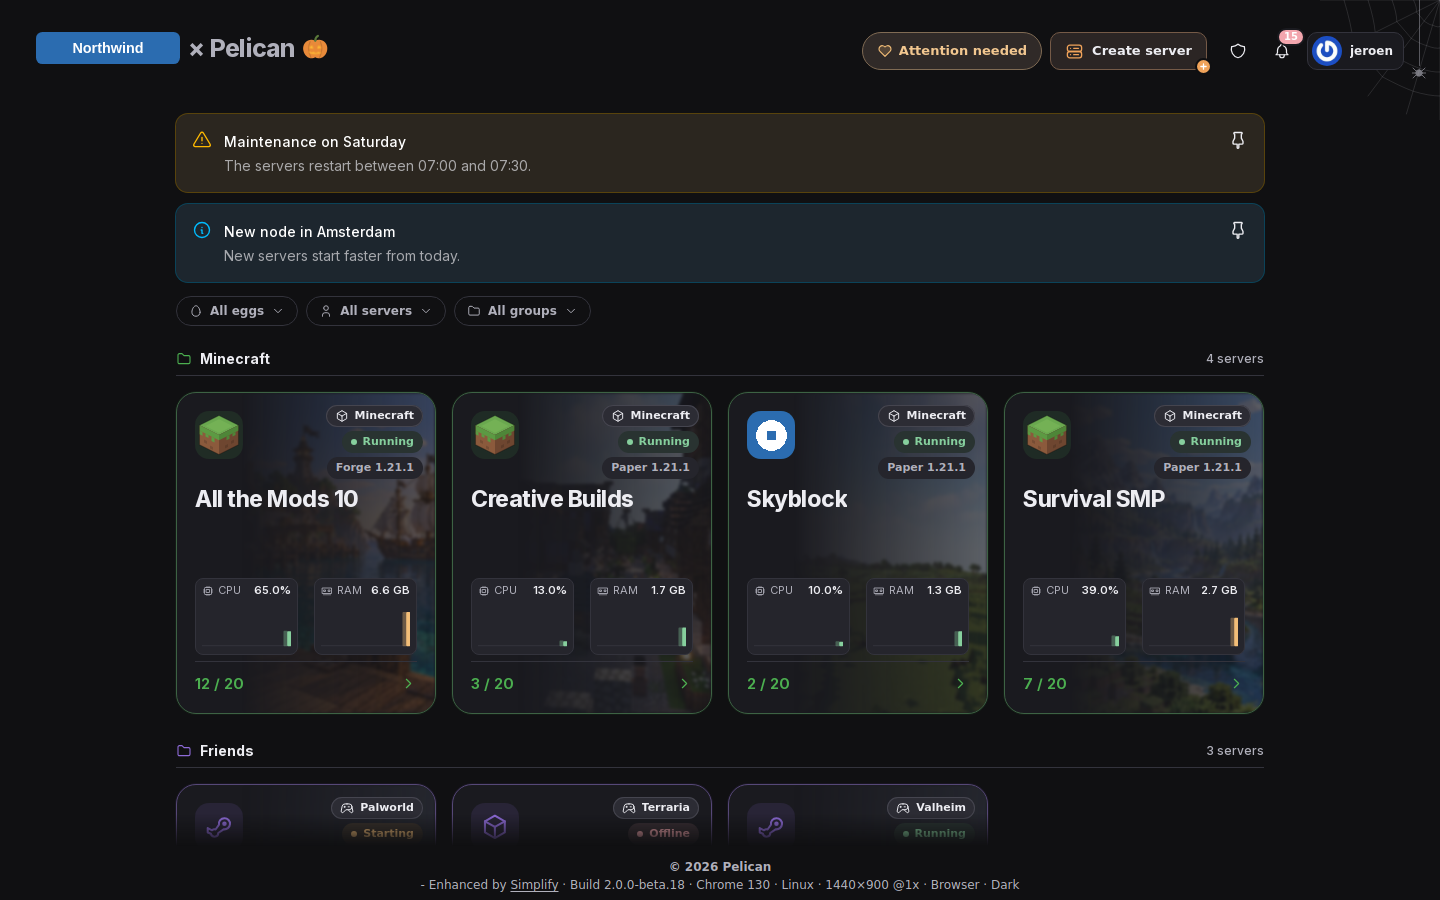 Northwind × Pelican
Attention needed
Create server
15
jeroen
Maintenance on Saturday
The servers restart between 07:00 and 07:30.
New node in Amsterdam
New servers start faster from today.
All eggs
All servers
All groups
Minecraft
4 servers
Minecraft
Running
Forge 1.21.1
All the Mods 10
CPU 65.0%
RAM 6.6 GB
12 / 20
Minecraft
Running
Paper 1.21.1
Creative Builds
CPU 13.0%
RAM 1.7 GB
3 / 20
Minecraft
Running
Paper 1.21.1
Skyblock
CPU 10.0%
RAM 1.3 GB
2 / 20
Minecraft
Running
Paper 1.21.1
Survival SMP
CPU 39.0%
RAM 2.7 GB
7 / 20
Friends
3 servers
Palworld
Starting
Terraria
Offline
Valheim
Running
© 2026 Pelican
- Enhanced by Simplify · Build 2.0.0-beta.18 · Chrome 130 · Linux · 1440×900 @1x · Browser · Dark